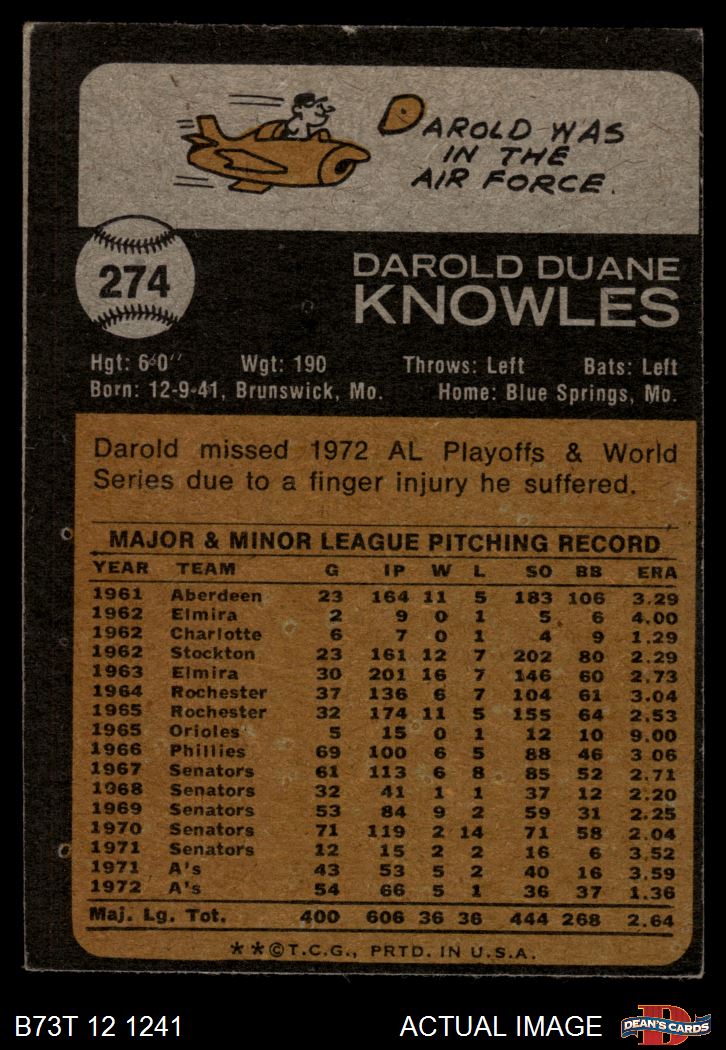 DAROLD WAS
IN THE
AIR FORCE.
274
DAROLD DUANE
KNOWLES
Hgt: 6'0" Wgt: 190 Throws: Left Bats: Left
Born: 12-9-41, Brunswick, Mo. Home: Blue Springs, Mo.
Darold missed 1972 AL Playoffs & World
Series due to a finger injury he suffered.
MAJOR & MINOR LEAGUE PITCHING RECORD
YEAR TEAM G IP W L SO BB ERA
1961 Aberdeen 23 164 11 5 183 106 3.29
1962 Elmira 2 9 0 1 5 6 4.00
1962 Charlotte 6 7 0 1 4 9 1.29
1962 Stockton 23 161 12 7 202 80 2.29
1963 Elmira 30 201 16 7 146 60 2.73
1964 Rochester 37 136 6 7 104 61 3.04
1965 Rochester 32 174 11 5 155 64 2.53
1965 Orioles 5 15 0 1 12 10 9.00
1966 Phillies 69 100 6 5 88 46 3.06
1967 Senators 61 113 6 8 85 52 2.71
1968 Senators 32 41 1 1 37 12 2.20
1969 Senators 53 84 9 2 59 31 2.25
1970 Senators 71 119 2 14 71 58 2.04
1971 Senators 12 15 2 2 16 6 3.52
1971 A's 43 53 5 2 40 16 3.59
1972 A's 54 66 5 1 36 37 1.36
Maj. Lg. Tot. 400 606 36 36 444 268 2.64
**©T.C.G., PRTD. IN U.S.A.
B73T 12 1241 ACTUAL IMAGE DEAN'S CARDS